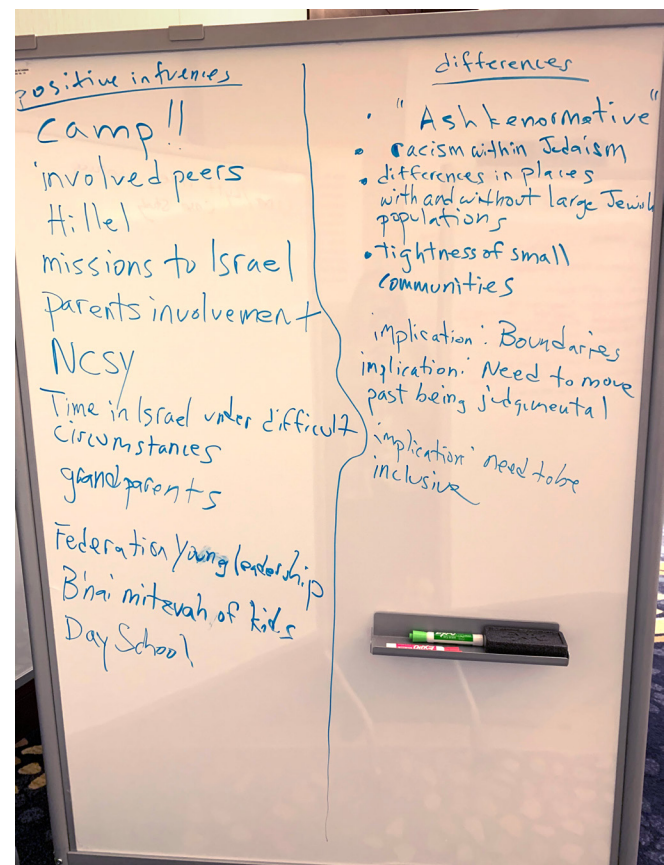 positive infuences
Camp!!
involved peers
Hillel
missions to Israel
parents involvement
NCSY
Time in Israel under difficult
circumstances
grandparents
Federation Young leadership
B'nai mitzvah of kids
Day School
differences
• "Ashkenormative"
• racism within Judaism
• differences in places
with and without large Jewish
populations
• tightness of small
communities
implication: Boundaries
implication: Need to move
past being judgmental
implication: need to be
inclusive
EXPO